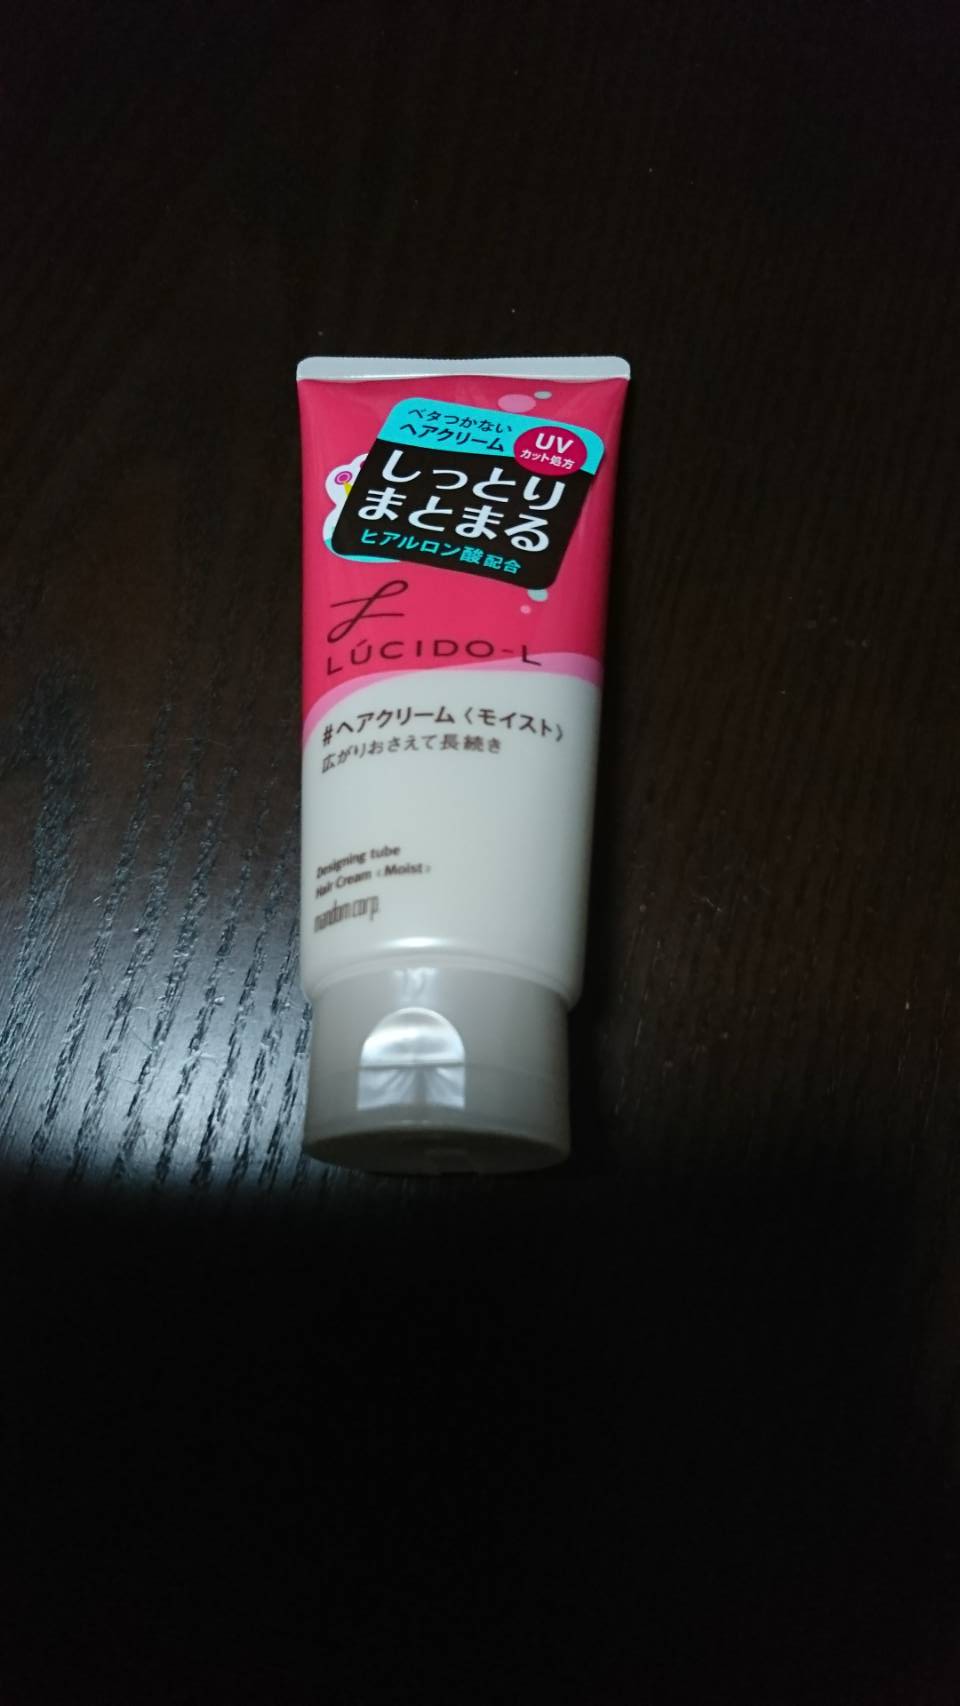 ベタつかない
ヘアクリーム
UV
カット処方
しっとり
まとまる
ヒアルロン酸配合
LÚCIDO-L
#ヘアクリーム〈モイスト〉
広がりおさえて長続き
Designing tube
Hair Cream <Moist>
mandom corp.